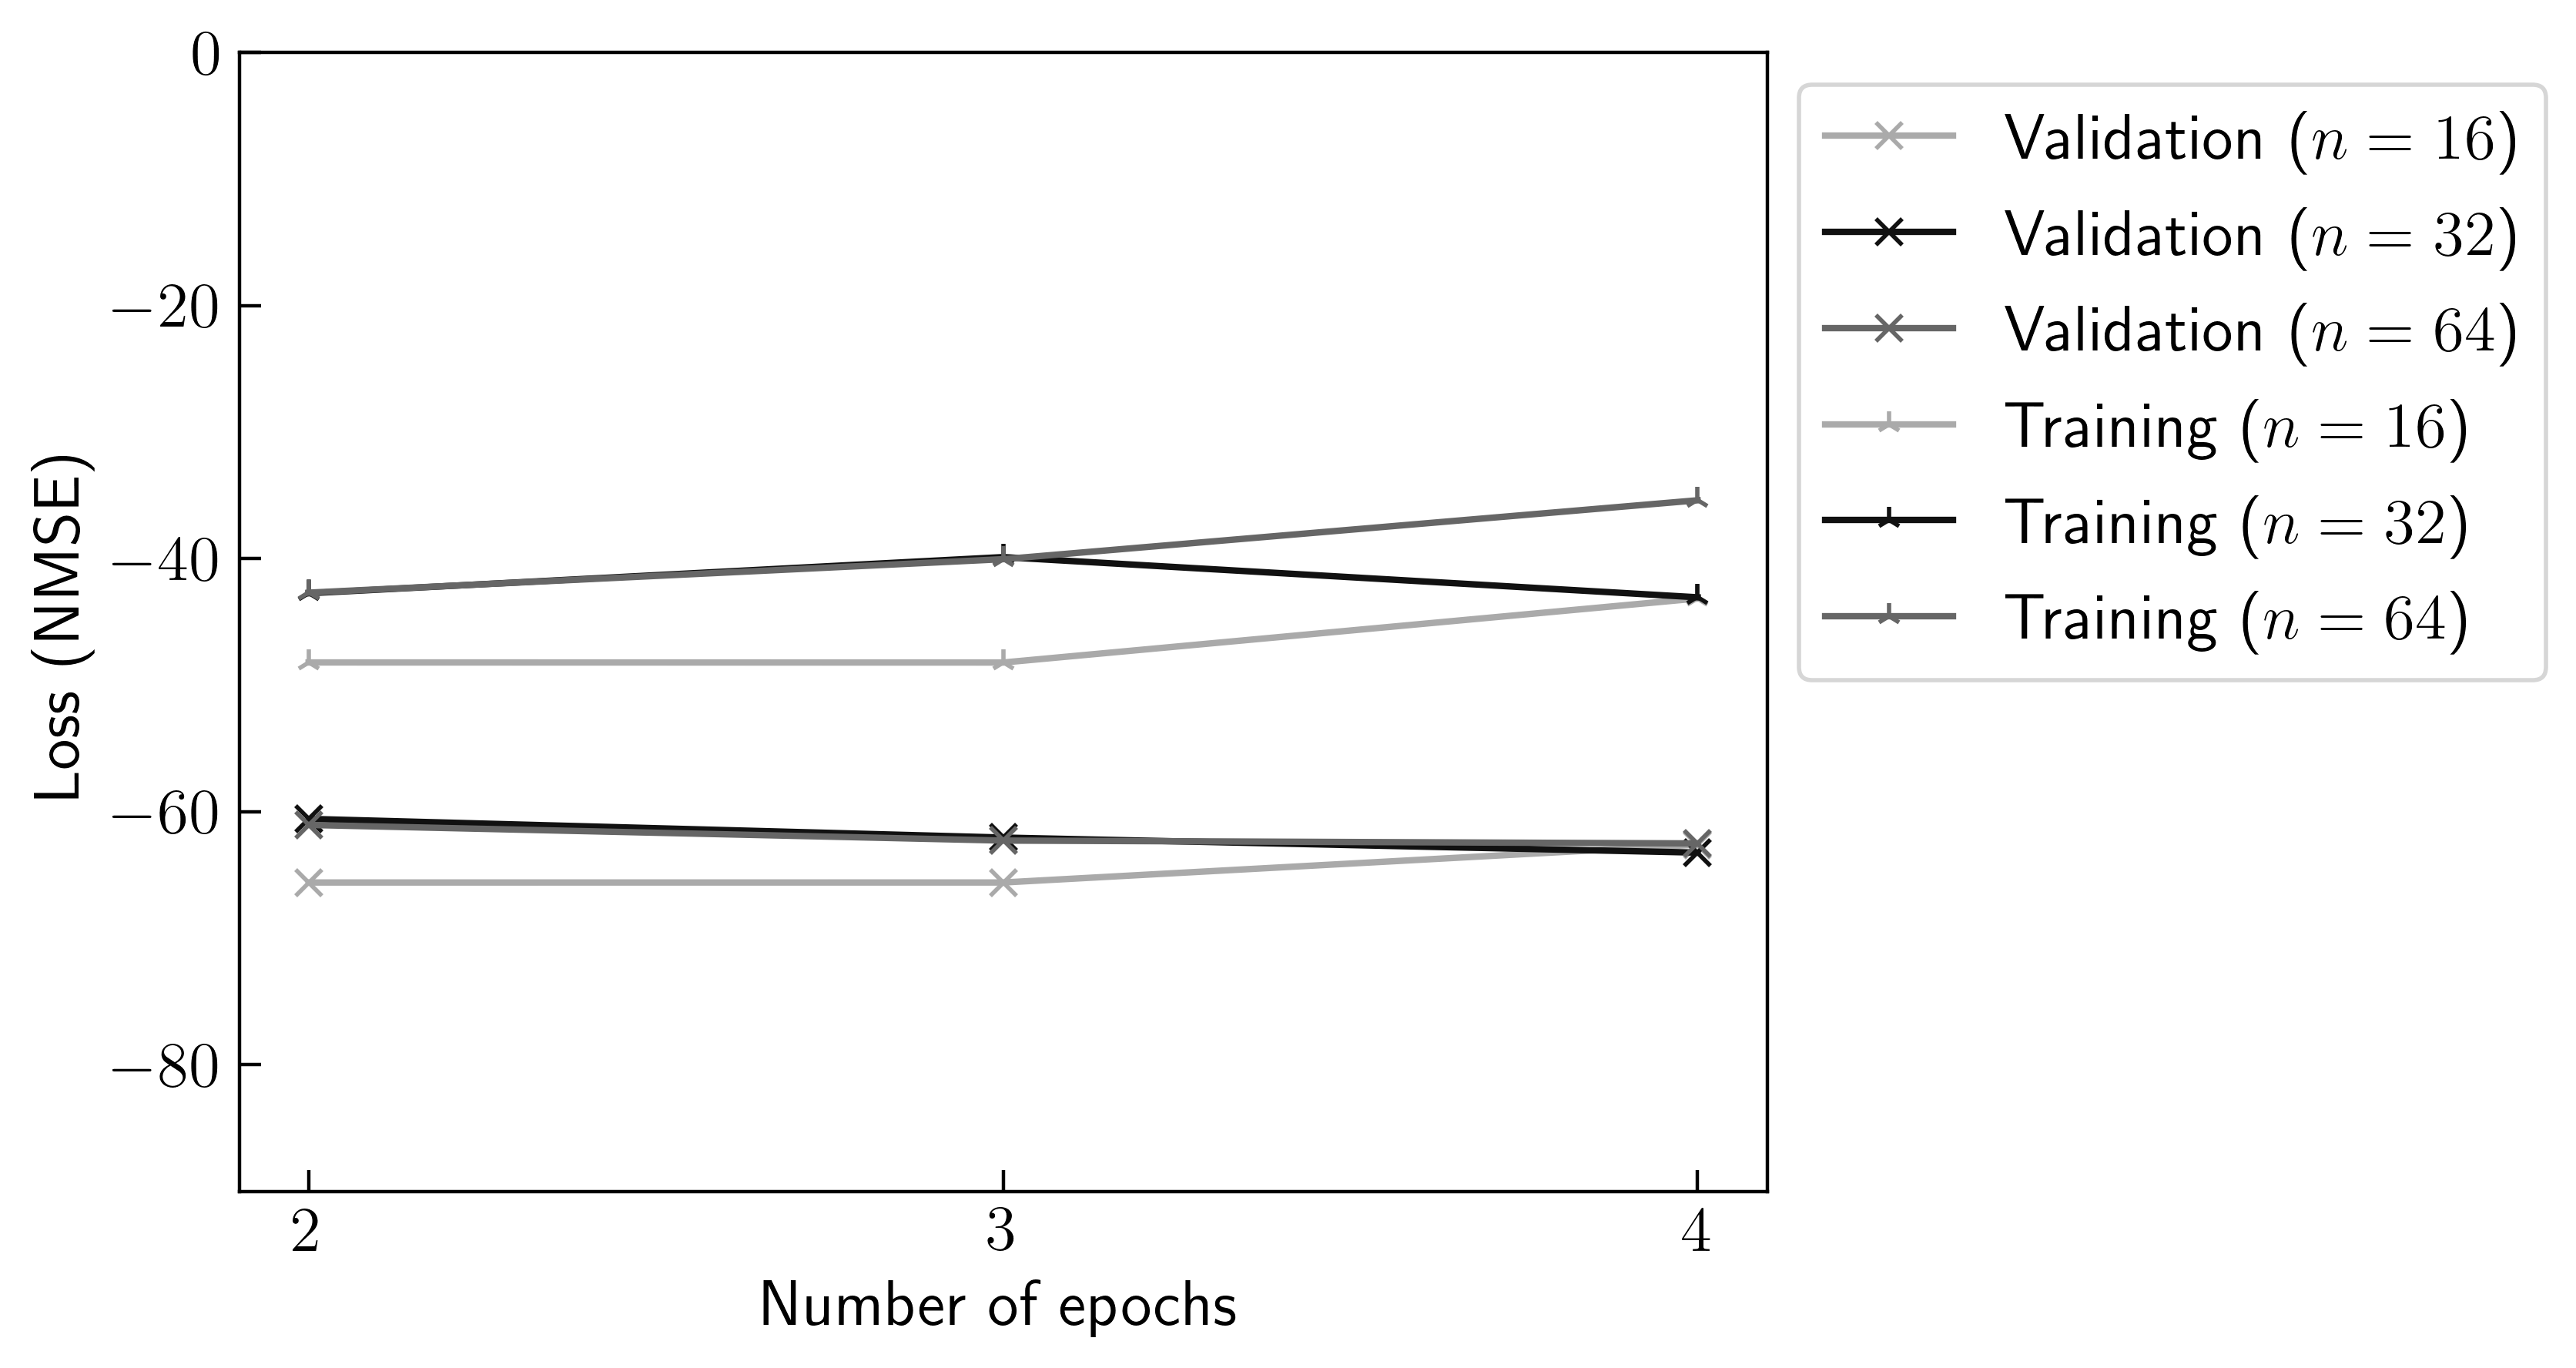 0
−20
−40
−60
−80
Loss (NMSE)
2 3 4
Number of epochs
Validation (n = 16)
Validation (n = 32)
Validation (n = 64)
Training (n = 16)
Training (n = 32)
Training (n = 64)